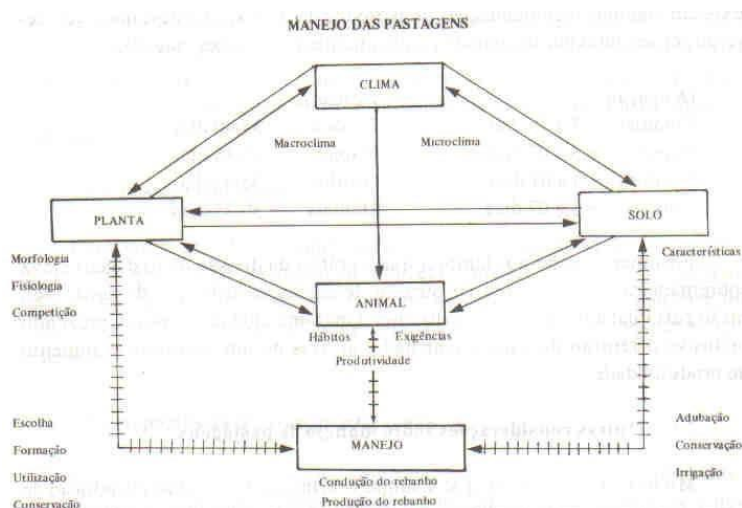 MANEJO DAS PASTAGENS
CLIMA
Macroclima
Microclima
PLANTA
SOLO
Morfologia
Fisiologia
Competição
Características
ANIMAL
Hábitos
Exigências
Produtividade
Escolha
Formação
Utilização
Conservação
MANEJO
Condução do rebanho
Produção do rebanho
Adubação
Conservação
Irrigação